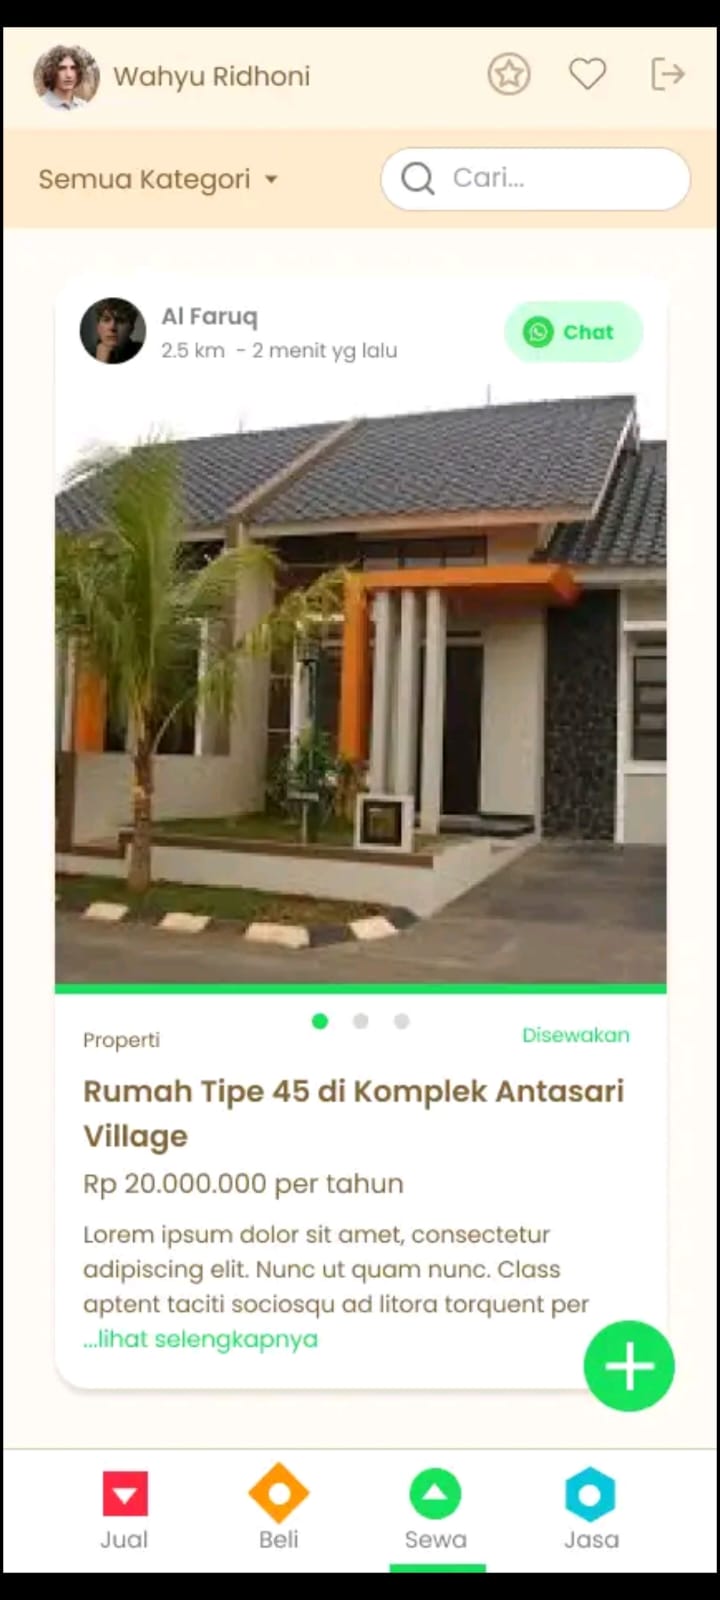 Wahyu Ridhoni
Semua Kategori
Cari...
Al Faruq
2.5 km - 2 menit yg lalu
Chat
Properti
Disewakan
Rumah Tipe 45 di Komplek Antasari
Village
Rp 20.000.000 per tahun
Lorem ipsum dolor sit amet, consectetur
adipiscing elit. Nunc ut quam nunc. Class
aptent taciti sociosqu ad litora torquent per
...lihat selengkapnya
Jual
Beli
Sewa
Jasa